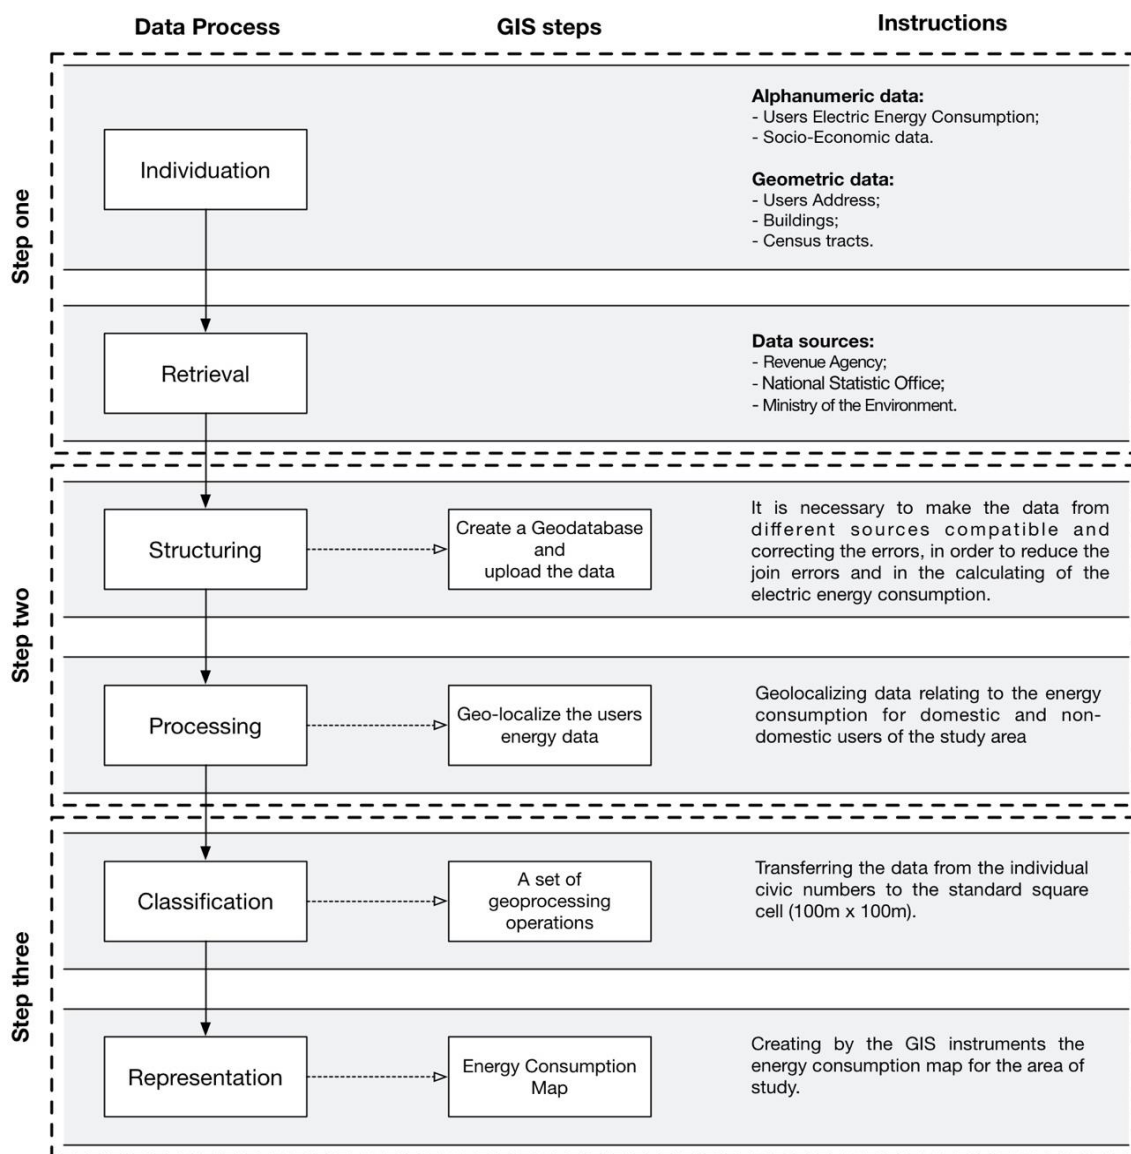 Data Process
GIS steps
Instructions
Step one
Individuation
Alphanumeric data:
- Users Electric Energy Consumption;
- Socio-Economic data.
Geometric data:
- Users Address;
- Buildings;
- Census tracts.
Retrieval
Data sources:
- Revenue Agency;
- National Statistic Office;
- Ministry of the Environment.
Step two
Structuring
Create a Geodatabase
and
upload the data
It is necessary to make the data from
different sources compatible and
correcting the errors, in order to reduce the
join errors and in the calculating of the
electric energy consumption.
Processing
Geo-localize the users
energy data
Geolocalizing data relating to the energy
consumption for domestic and non-
domestic users of the study area
Step three
Classification
A set of
geoprocessing
operations
Transferring the data from the individual
civic numbers to the standard square
cell (100m x 100m).
Representation
Energy Consumption
Map
Creating by the GIS instruments the
energy consumption map for the area of
study.